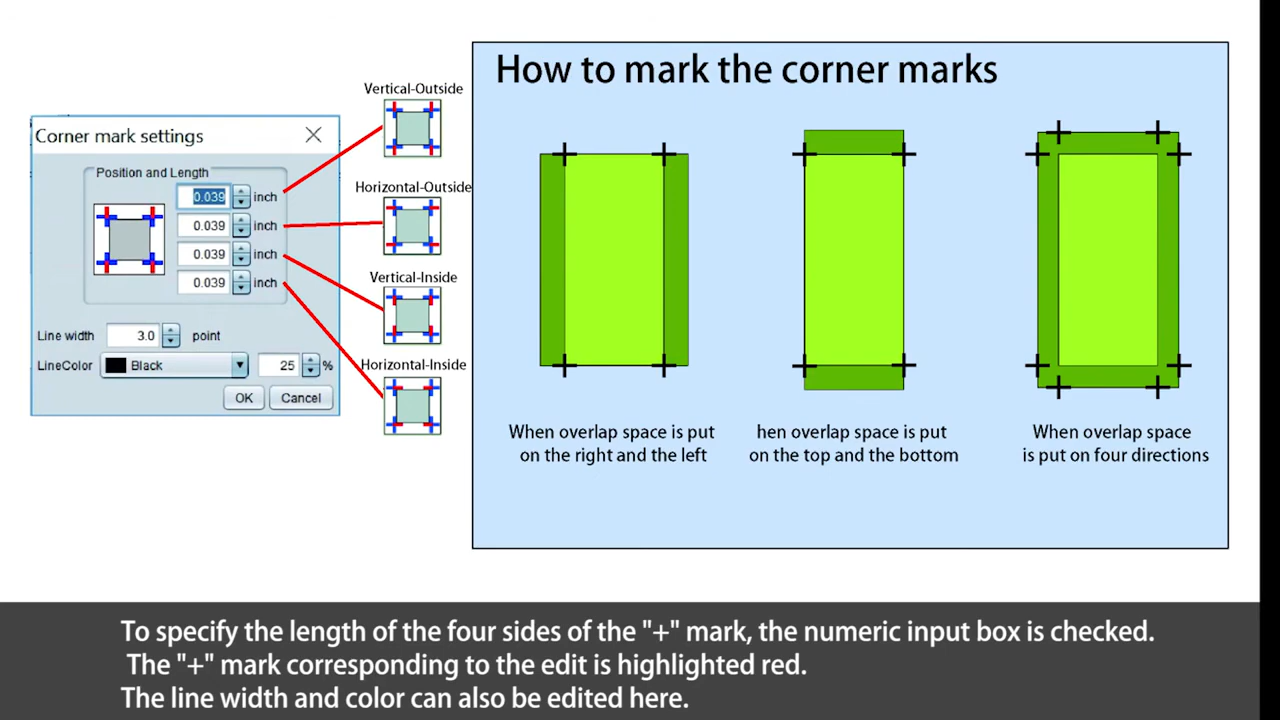 How to mark the corner marks
Vertical-Outside
Corner mark settings
Position and Length
0.039 inch
0.039 inch
0.039 inch
0.039 inch
Line width 3.0 point
LineColor Black 25 %
OK Cancel
Horizontal-Outside
Vertical-Inside
Horizontal-Inside
When overlap space is put
on the right and the left
hen overlap space is put
on the top and the bottom
When overlap space
is put on four directions
To specify the length of the four sides of the "+" mark, the numeric input box is checked.
The "+" mark corresponding to the edit is highlighted red.
The line width and color can also be edited here.